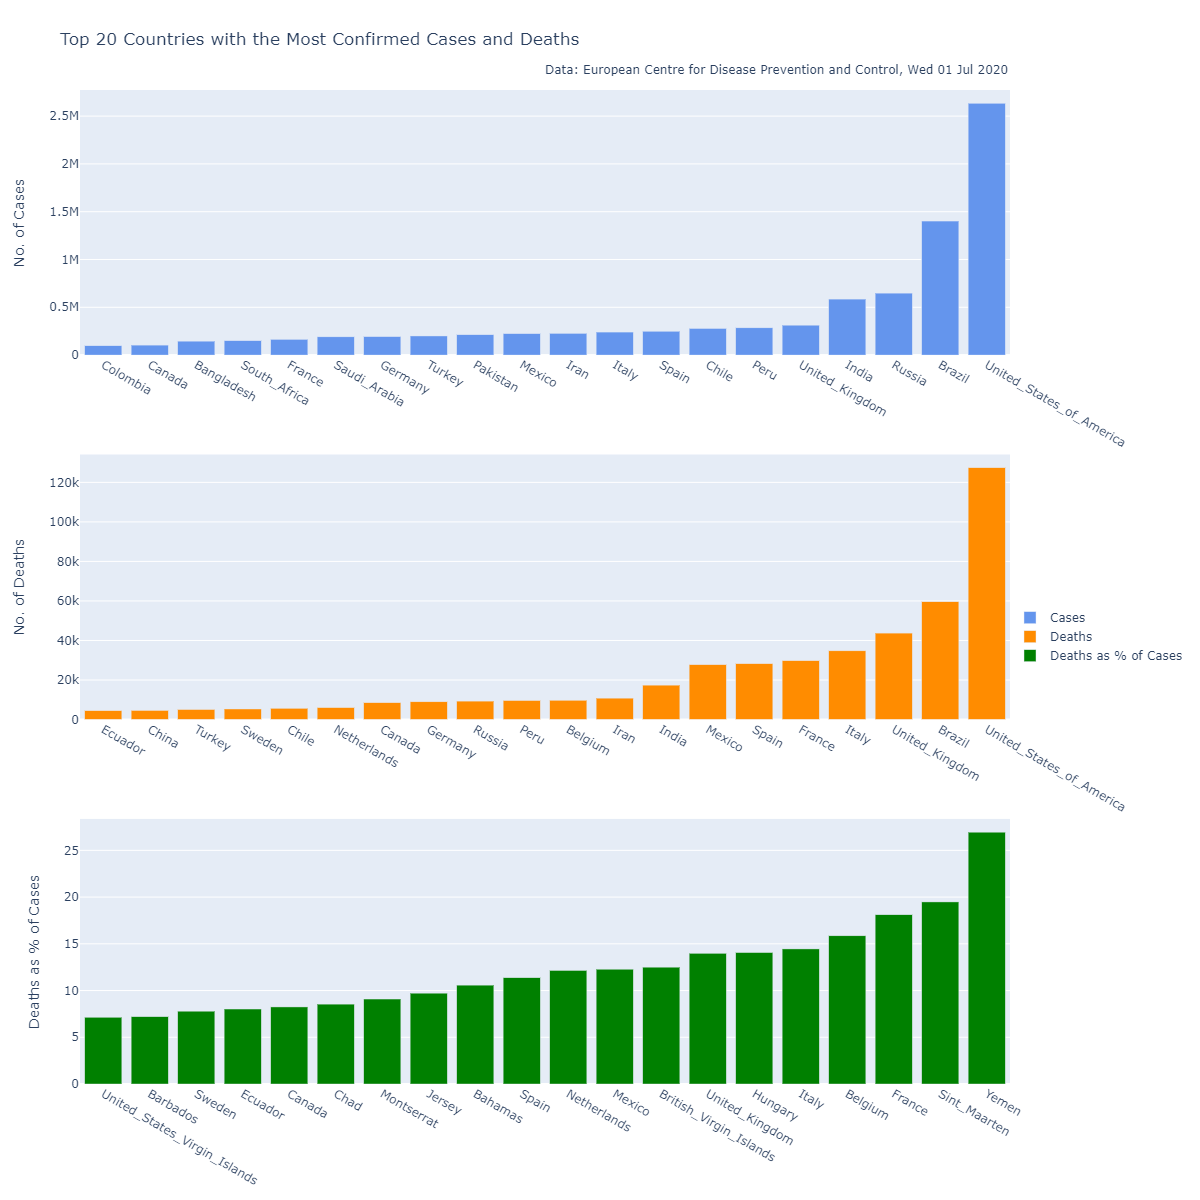 Top 20 Countries with the Most Confirmed Cases and Deaths
Data: European Centre for Disease Prevention and Control, Wed 01 Jul 2020
No. of Cases
2.5M
2M
1.5M
1M
0.5M
0
Colombia
Canada
Bangladesh
South_Africa
France
Saudi_Arabia
Germany
Turkey
Pakistan
Mexico
Iran
Italy
Spain
Chile
Peru
United_Kingdom
India
Russia
Brazil
United_States_of_America
No. of Deaths
120k
100k
80k
60k
40k
20k
0
Ecuador
China
Turkey
Sweden
Chile
Netherlands
Canada
Germany
Russia
Peru
Belgium
Iran
India
Mexico
Spain
France
Italy
United_Kingdom
Brazil
United_States_of_America
Cases
Deaths
Deaths as % of Cases
Deaths as % of Cases
25
20
15
10
5
0
United_States_Virgin_Islands
Barbados
Sweden
Ecuador
Canada
Chad
Montserrat
Jersey
Bahamas
Spain
Netherlands
Mexico
British_Virgin_Islands
United_Kingdom
Hungary
Italy
Belgium
France
Sint_Maarten
Yemen